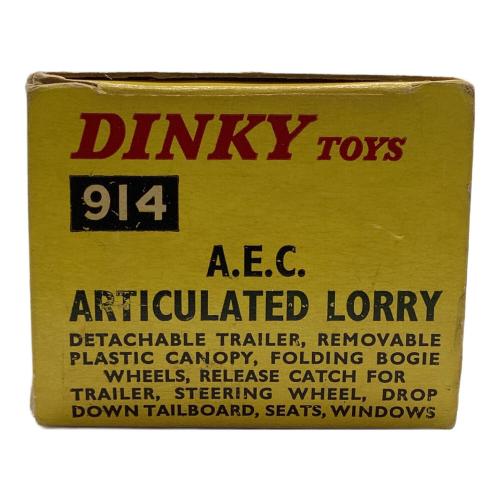 DINKY TOYS
914
A.E.C.
ARTICULATED LORRY
DETACHABLE TRAILER, REMOVABLE
PLASTIC CANOPY, FOLDING BOGIE
WHEELS, RELEASE CATCH FOR
TRAILER, STEERING WHEEL, DROP
DOWN TAILBOARD, SEATS, WINDOWS